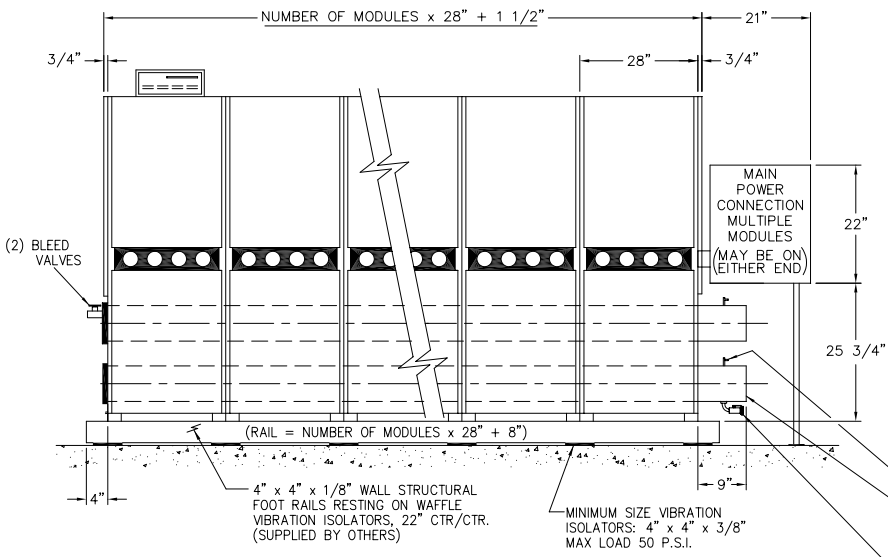 NUMBER OF MODULES x 28” + 1 1/2”
21”
3/4”
28”
3/4”
MAIN
POWER
CONNECTION
MULTIPLE
MODULES
(MAY BE ON
EITHER END)
22”
(2) BLEED
VALVES
25 3/4”
(RAIL = NUMBER OF MODULES x 28” + 8”)
4”
9”
4” x 4” x 1/8” WALL STRUCTURAL
FOOT RAILS RESTING ON WAFFLE
VIBRATION ISOLATORS, 22” CTR/CTR.
(SUPPLIED BY OTHERS)
MINIMUM SIZE VIBRATION
ISOLATORS: 4” x 4” x 3/8”
MAX LOAD 50 P.S.I.